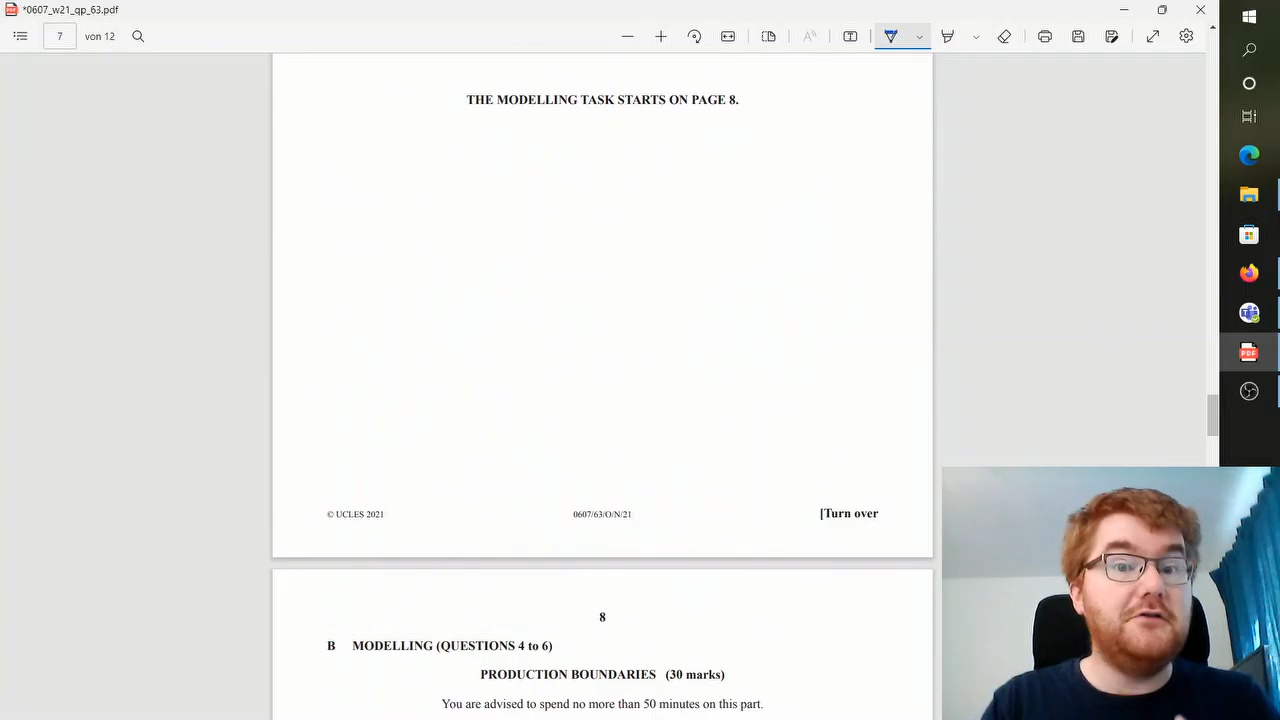 *0607_w21_qp_63.pdf
7 von 12
THE MODELLING TASK STARTS ON PAGE 8.
© UCLES 2021 0607/63/O/N/21 [Turn over
8
B MODELLING (QUESTIONS 4 to 6)
PRODUCTION BOUNDARIES (30 marks)
You are advised to spend no more than 50 minutes on this part.
PDF